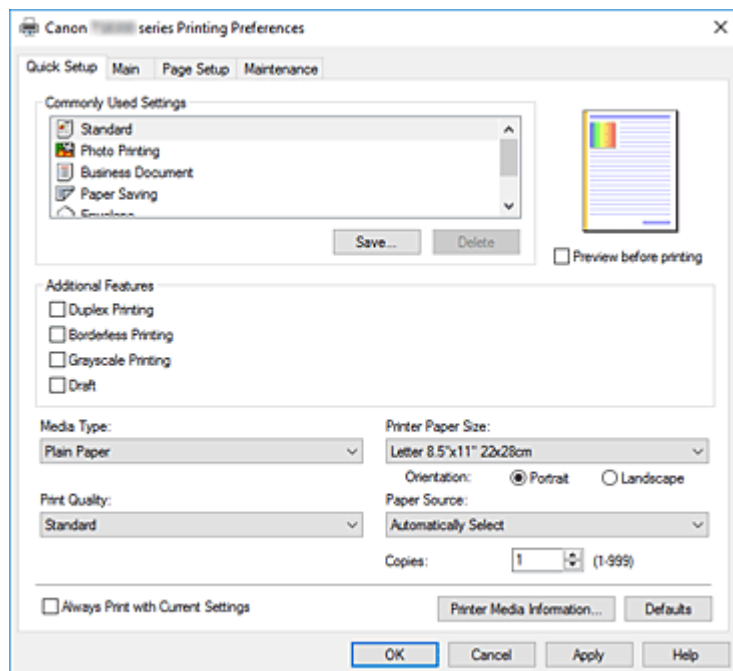 Canon series Printing Preferences
Quick Setup Main Page Setup Maintenance
Commonly Used Settings
Standard
Photo Printing
Business Document
Paper Saving
Envelope
Save... Delete
Preview before printing
Additional Features
Duplex Printing
Borderless Printing
Grayscale Printing
Draft
Media Type: Printer Paper Size:
Plain Paper Letter 8.5"x11" 22x28cm
Orientation: Portrait Landscape
Print Quality: Paper Source:
Standard Automatically Select
Copies: 1 (1-999)
Always Print with Current Settings Printer Media Information... Defaults
OK Cancel Apply Help